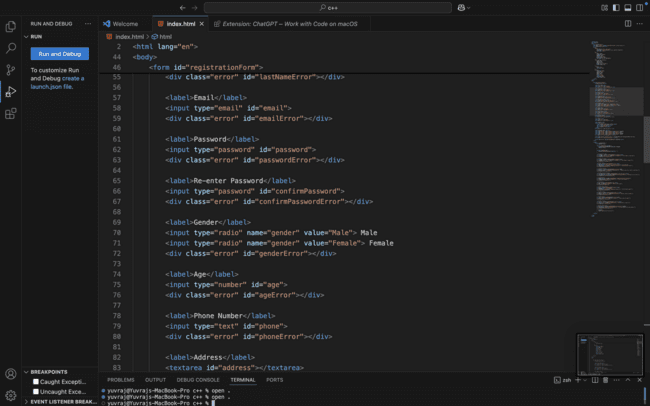 c++
Welcome
index.html
Extension: ChatGPT – Work with Code on macOS
RUN AND DEBUG
RUN
Run and Debug
To customize Run
and Debug create a
launch.json file.
BREAKPOINTS
Caught Excepti...
Uncaught Exce...
EVENT LISTENER BREAK...
index.html > html
2 <html lang="en">
44 <body>
46 <form id="registrationForm">
55 <div class="error" id="lastNameError"></div>
56
57 <label>Email</label>
58 <input type="email" id="email">
59 <div class="error" id="emailError"></div>
60
61 <label>Password</label>
62 <input type="password" id="password">
63 <div class="error" id="passwordError"></div>
64
65 <label>Re-enter Password</label>
66 <input type="password" id="confirmPassword">
67 <div class="error" id="confirmPasswordError"></div>
68
69 <label>Gender</label>
70 <input type="radio" name="gender" value="Male"> Male
71 <input type="radio" name="gender" value="Female"> Female
72 <div class="error" id="genderError"></div>
73
74 <label>Age</label>
75 <input type="number" id="age">
76 <div class="error" id="ageError"></div>
77
78 <label>Phone Number</label>
79 <input type="text" id="phone">
80 <div class="error" id="phoneError"></div>
81
82 <label>Address</label>
83 <textarea id="address"></textarea>
PROBLEMS OUTPUT DEBUG CONSOLE TERMINAL PORTS
zsh
yuvraj@Yuvrajs-MacBook-Pro c++ % open .
yuvraj@Yuvrajs-MacBook-Pro c++ % open .
yuvraj@Yuvrajs-MacBook-Pro c++ %